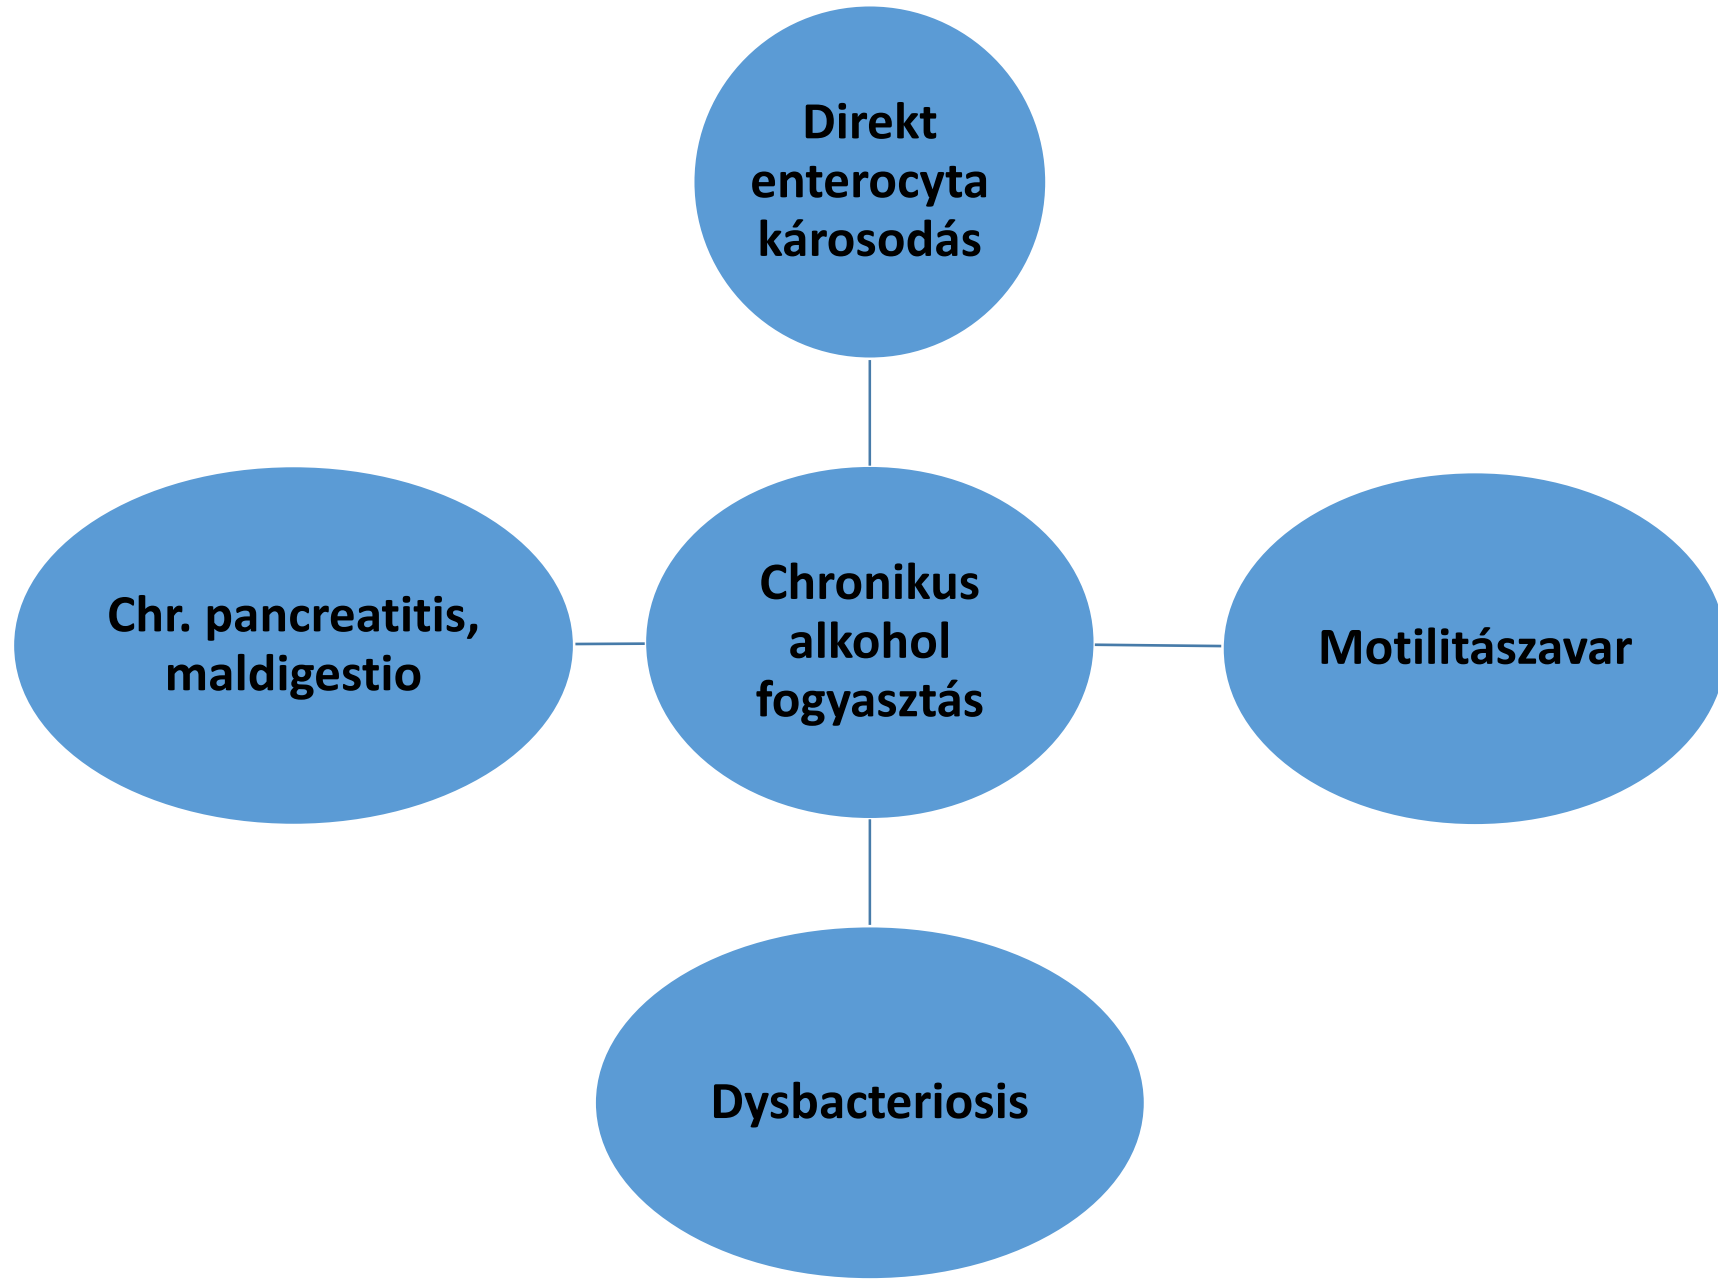 Direkt
enterocyta
károsodás
Chr. pancreatitis,
maldigestio
Chronikus
alkohol
fogyasztás
Motilitászavar
Dysbacteriosis